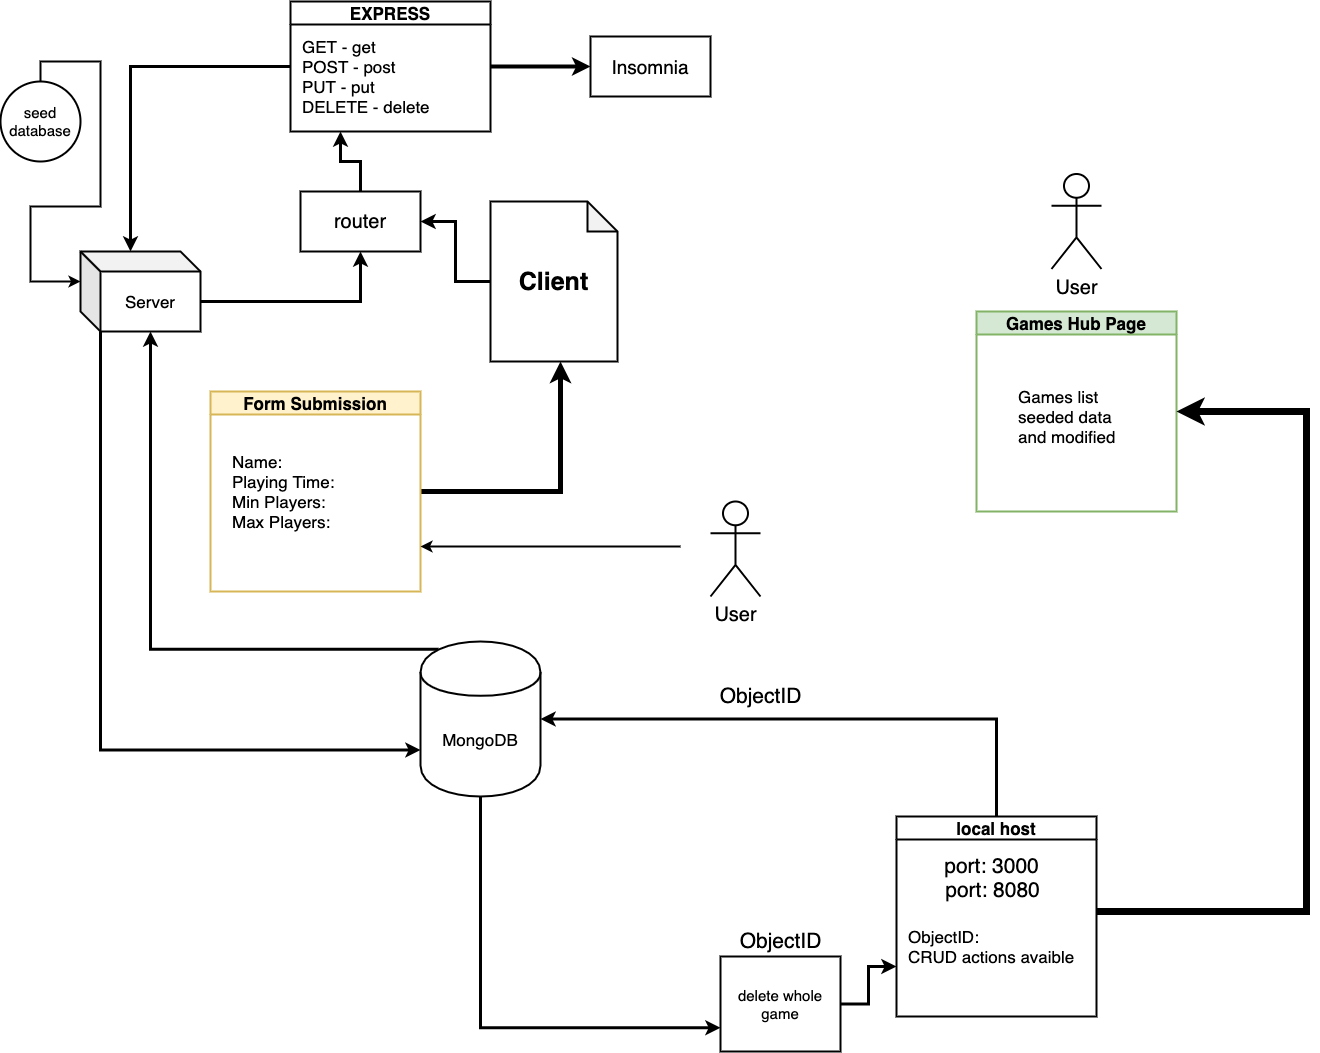 EXPRESS
GET - get
POST - post
PUT - put
DELETE - delete
Insomnia
seed
database
router
Client
Server
User
Games Hub Page
Games list
seeded data
and modified
Form Submission
Name:
Playing Time:
Min Players:
Max Players:
User
MongoDB
ObjectID
local host
port: 3000
port: 8080
ObjectID:
CRUD actions avaible
ObjectID
delete whole
game